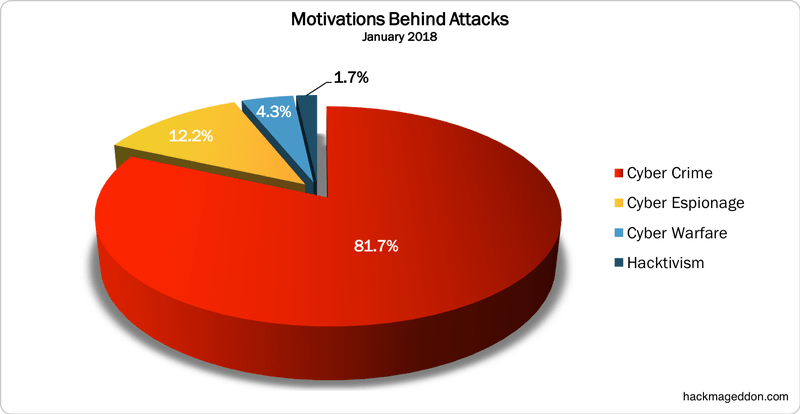 Motivations Behind Attacks
January 2018
1.7%
4.3%
12.2%
81.7%
Cyber Crime
Cyber Espionage
Cyber Warfare
Hacktivism
hackmageddon.com